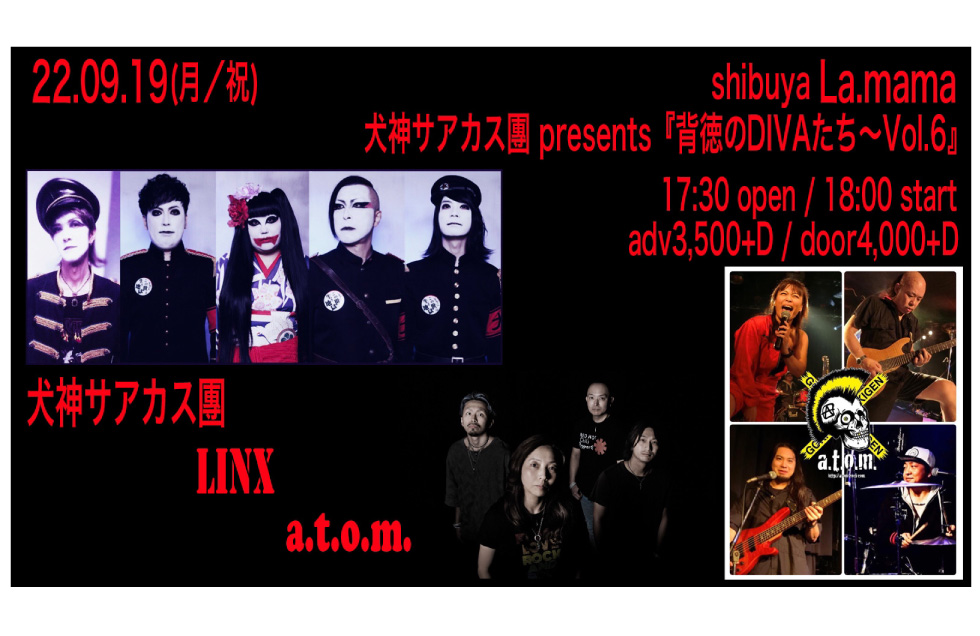 22.09.19(月／祝)
shibuya La.mama
犬神サアカス團 presents『背徳のDIVAたち〜Vol.6』
17:30 open / 18:00 start
adv3,500+D / door4,000+D
犬神サアカス團
LINX
a.t.o.m.
a.t.o.m.
LOVE
ROCK